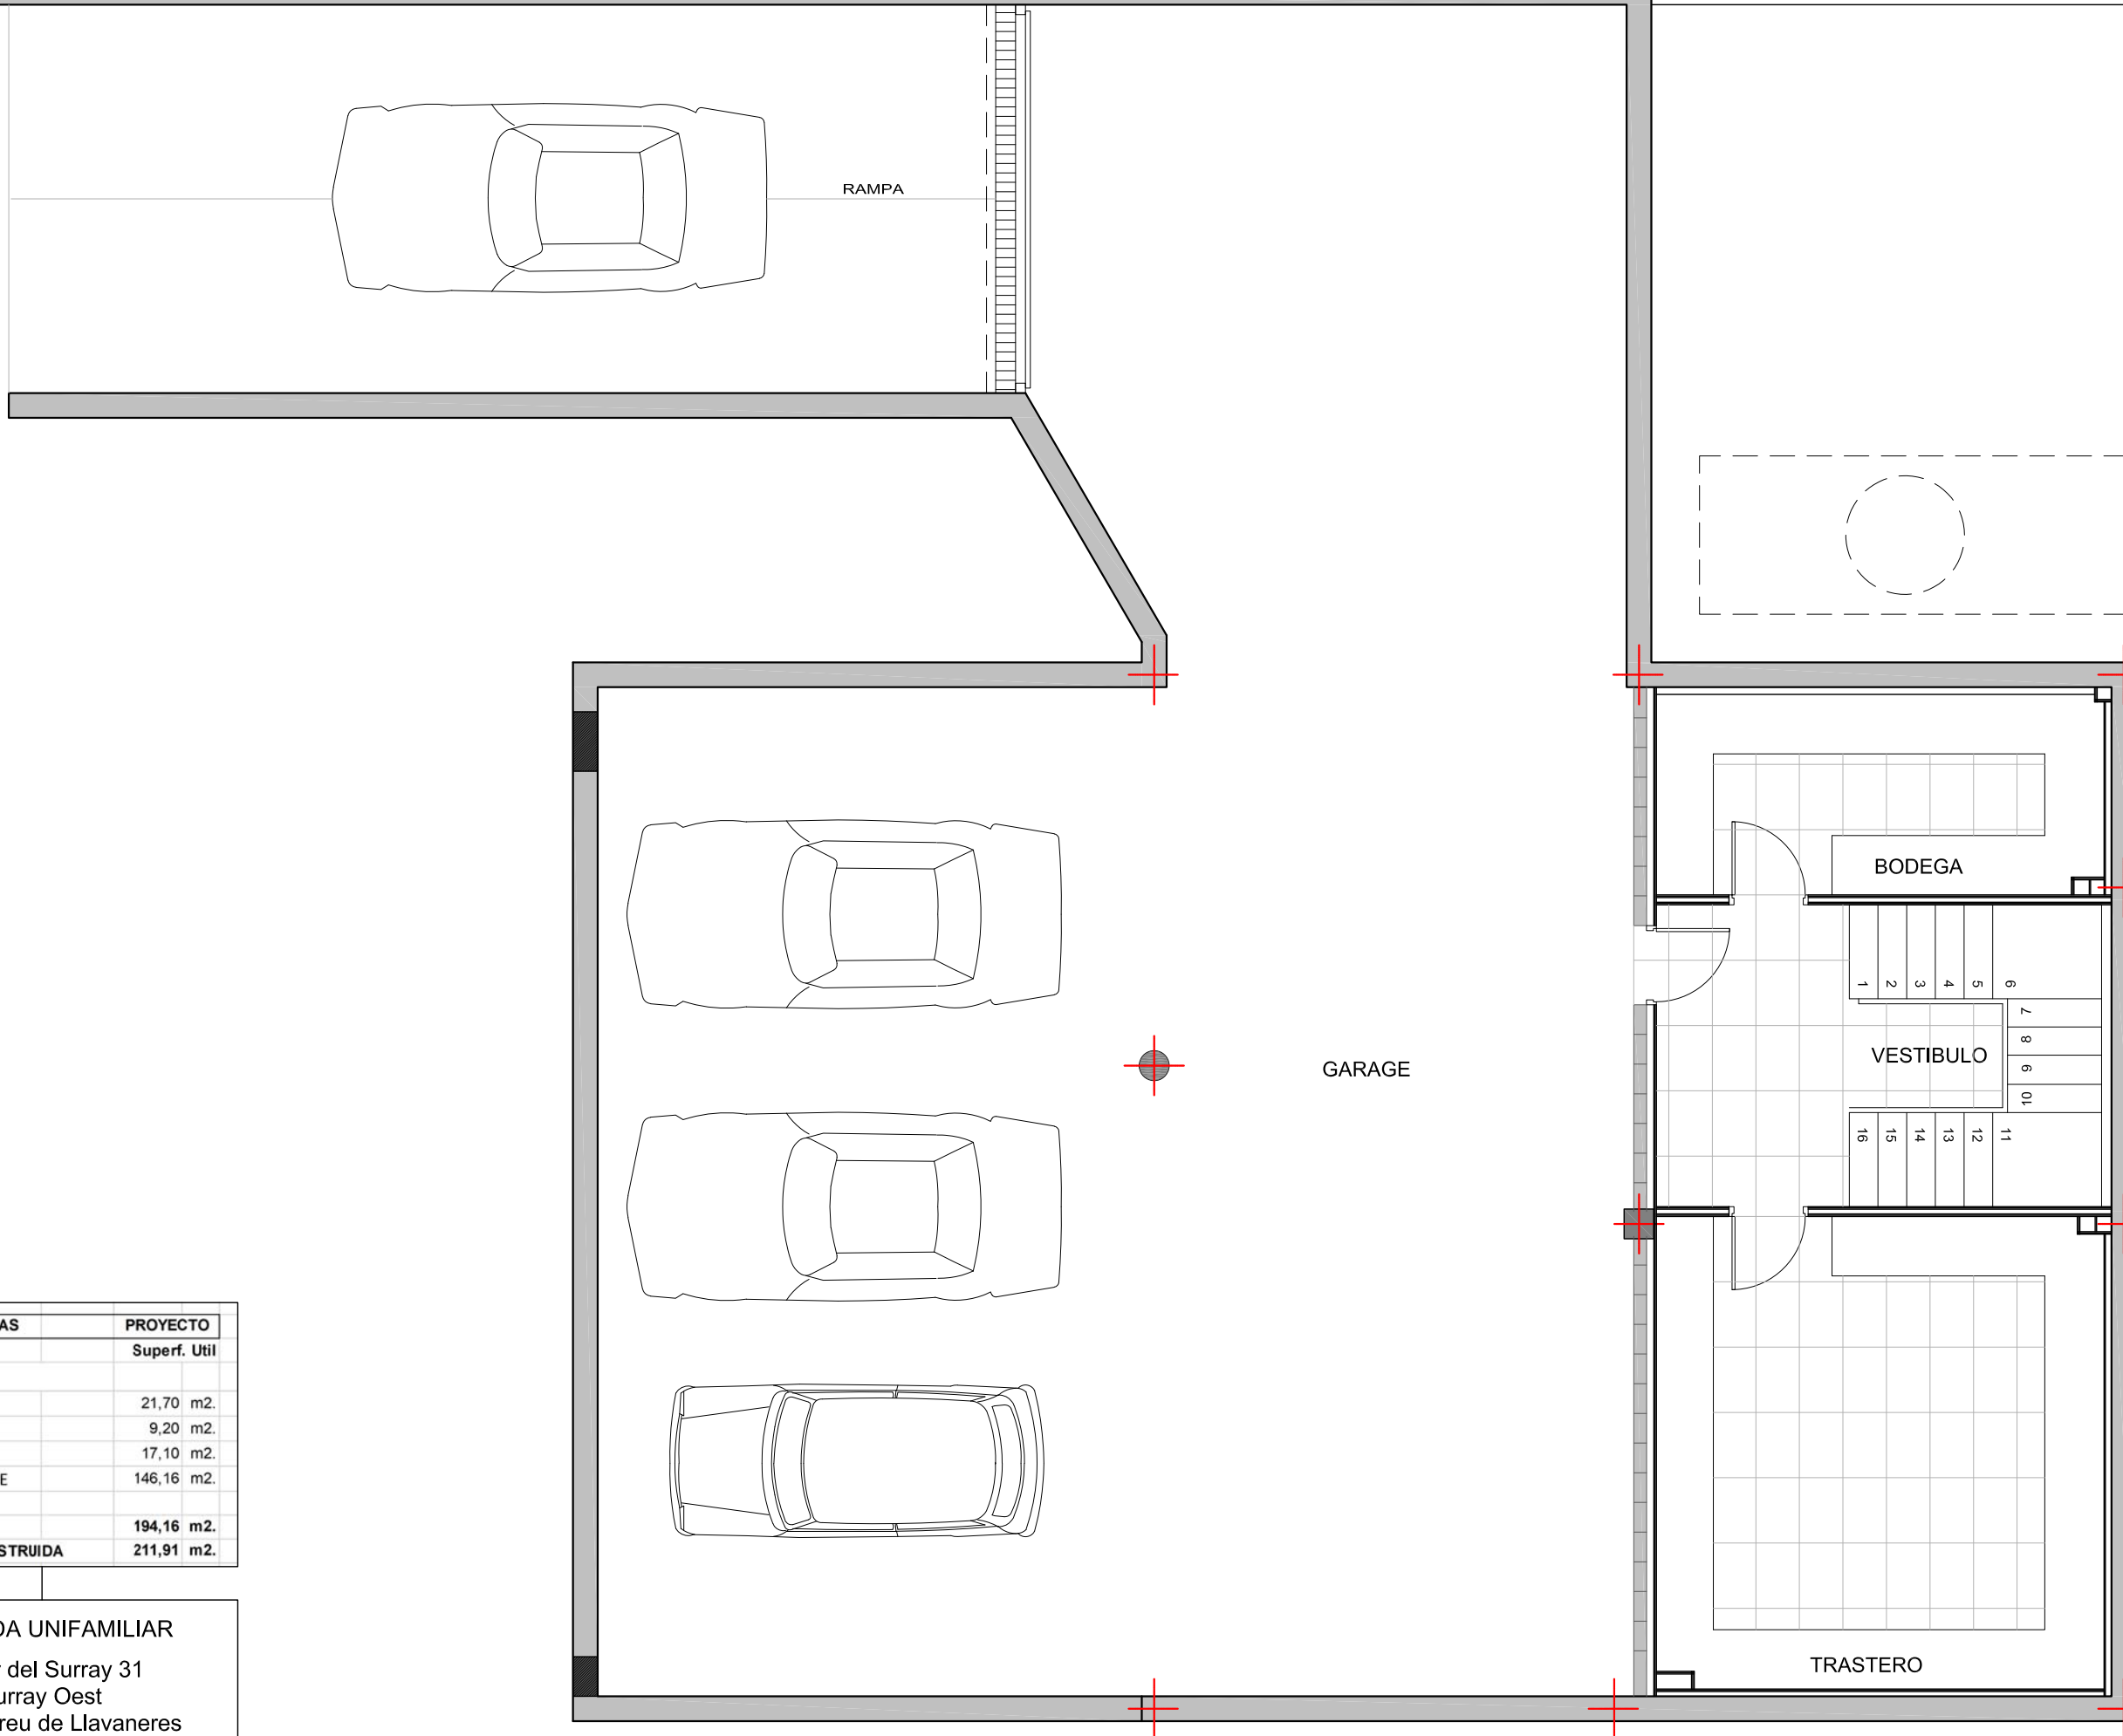 RAMPA
BODEGA
1 2 3 4 5 6
7
8
9
10
VESTIBULO
GARAGE
16 15 14 13 12 11
TRASTERO
AS PROYECTO
Superf. Util
21,70 m2.
9,20 m2.
17,10 m2.
E 146,16 m2.
194,16 m2.
STRUIDA 211,91 m2.
DA UNIFAMILIAR
del Surray 31
urray Oest
reu de Llavaneres